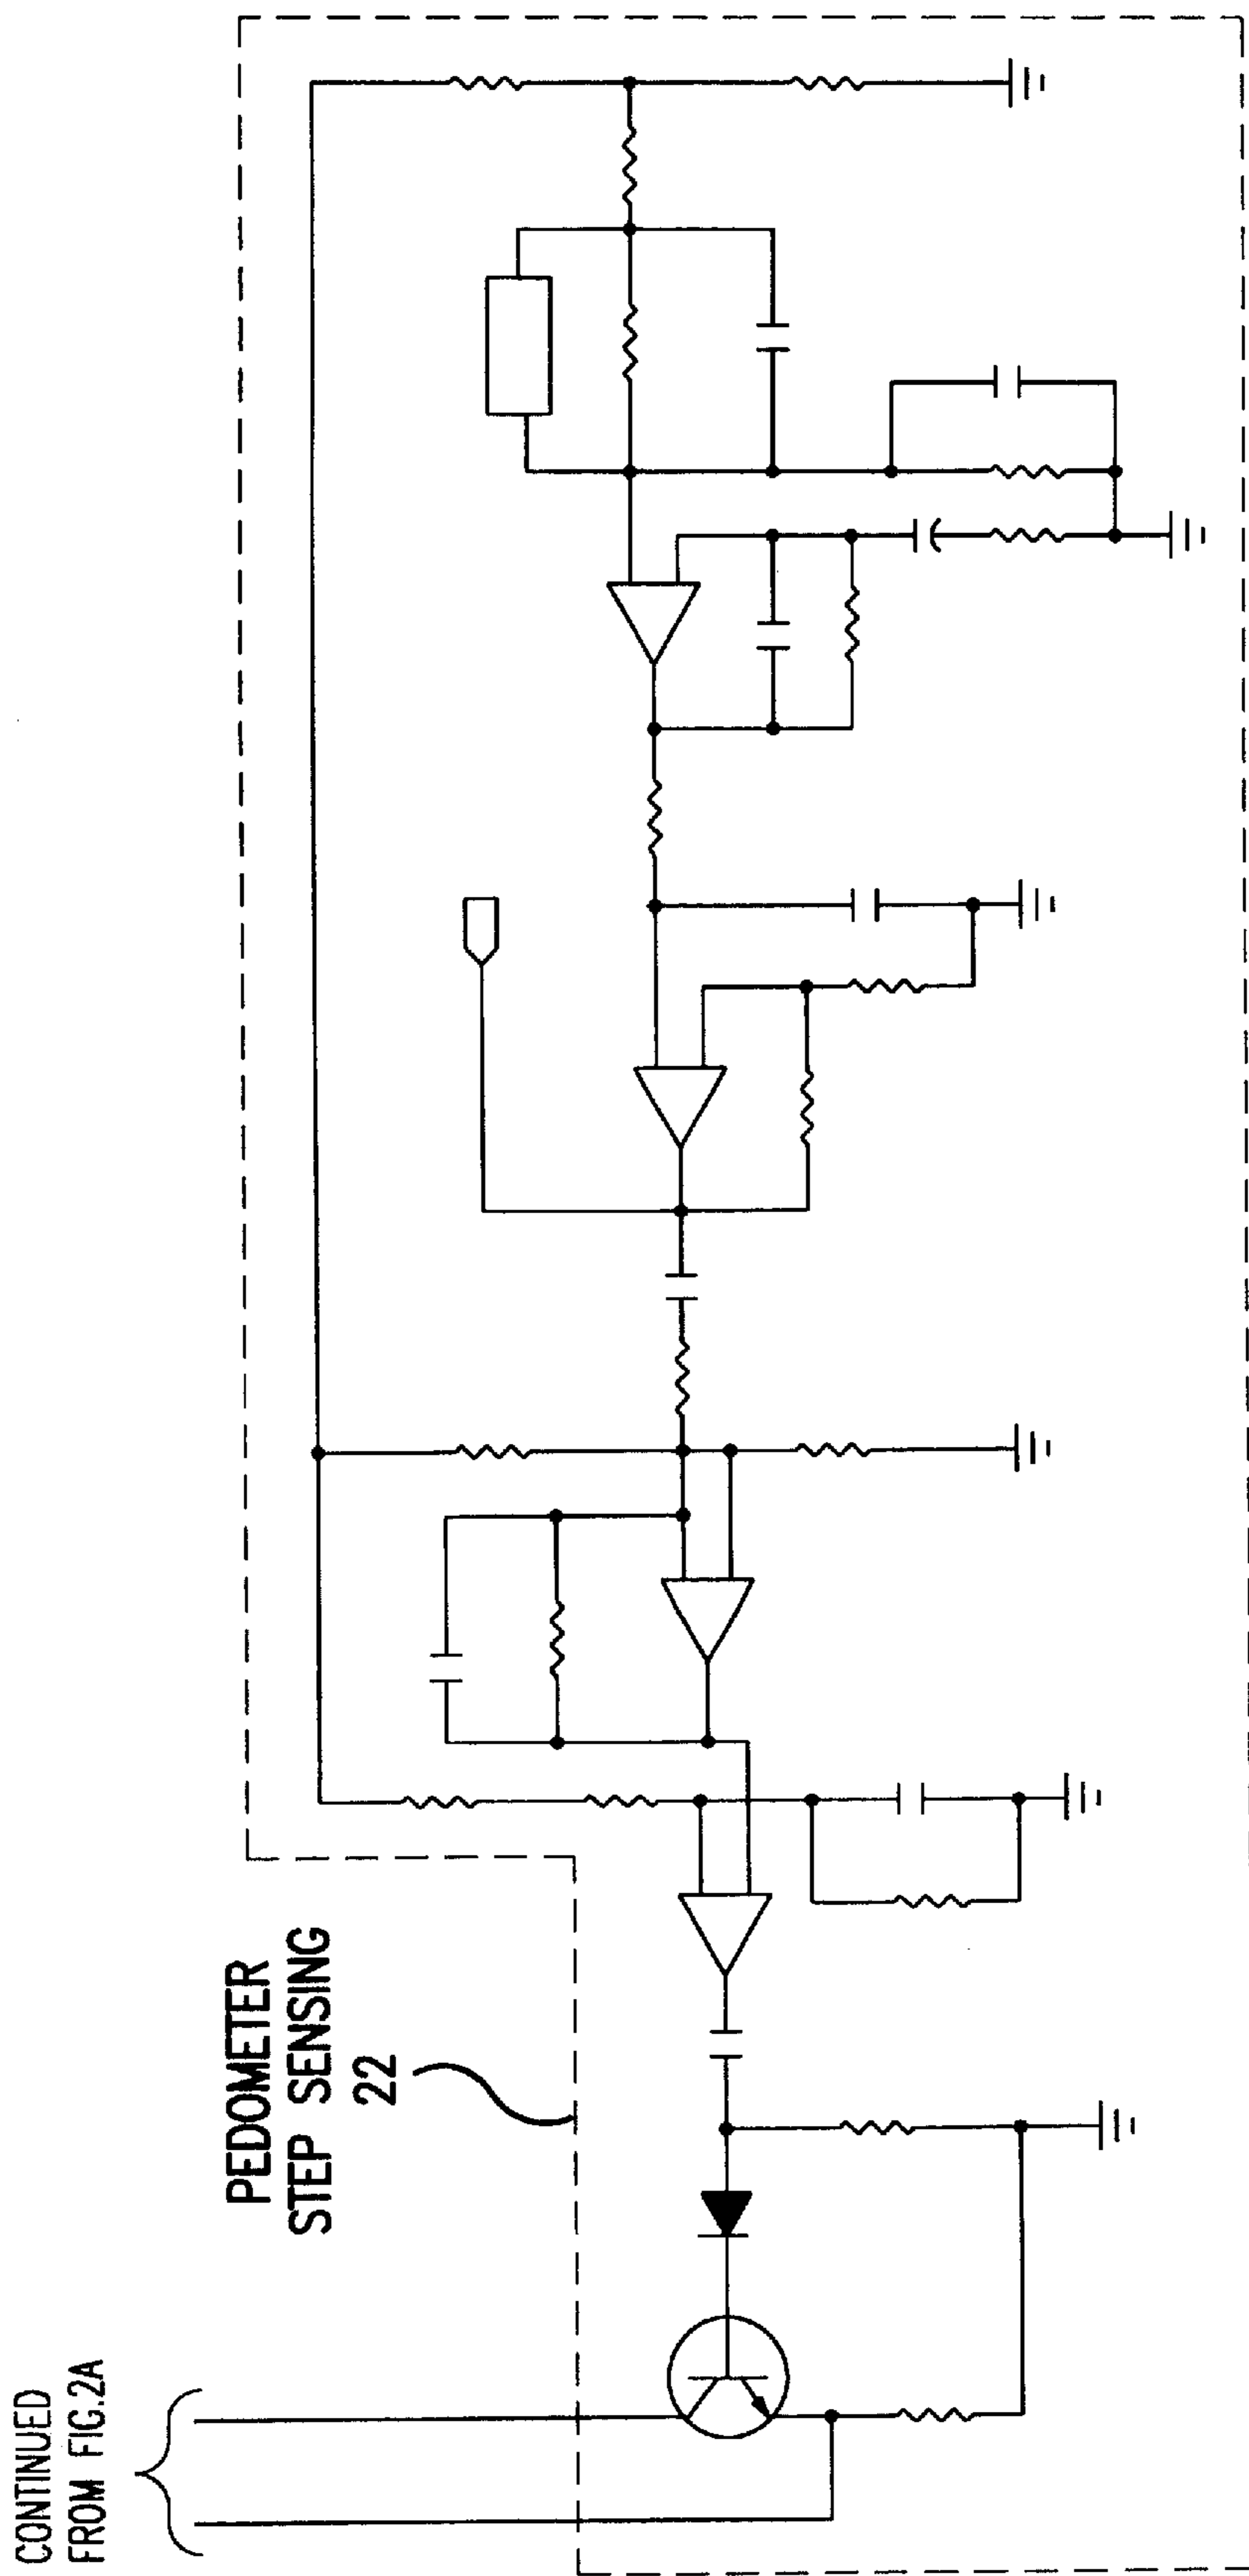 CONTINUED
FROM FIG.2A
PEDOMETER
STEP SENSING
22